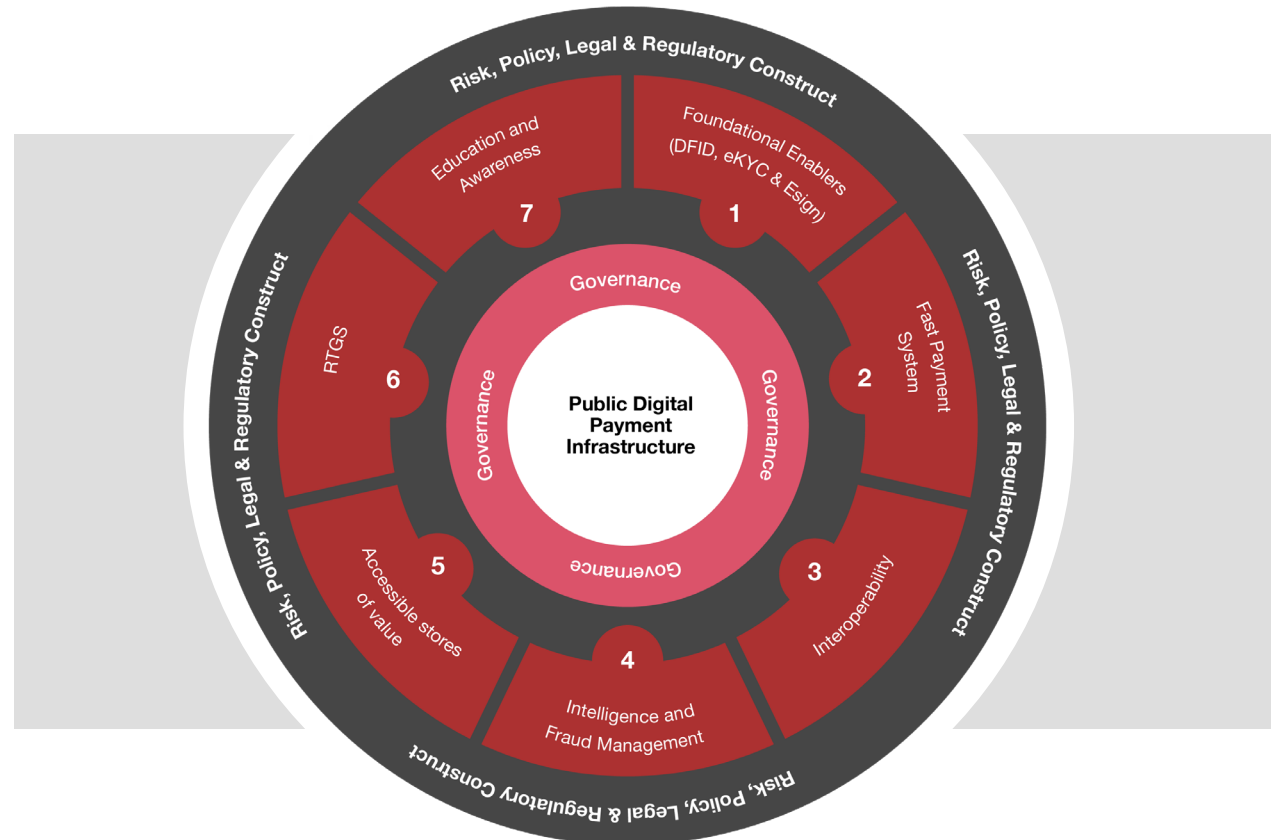 Risk, Policy, Legal & Regulatory Construct
Risk, Policy, Legal & Regulatory Construct
Risk, Policy, Legal & Regulatory Construct
Risk, Policy, Legal & Regulatory Construct
Foundational Enablers
(DFID, eKYC & Esign)
1
Fast Payment
System
2
Interoperability
3
Intelligence and
Fraud Management
4
Accessible stores
of value
5
RTGS
6
Education and
Awareness
7
Governance
Governance
Governance
Governance
Public Digital
Payment
Infrastructure